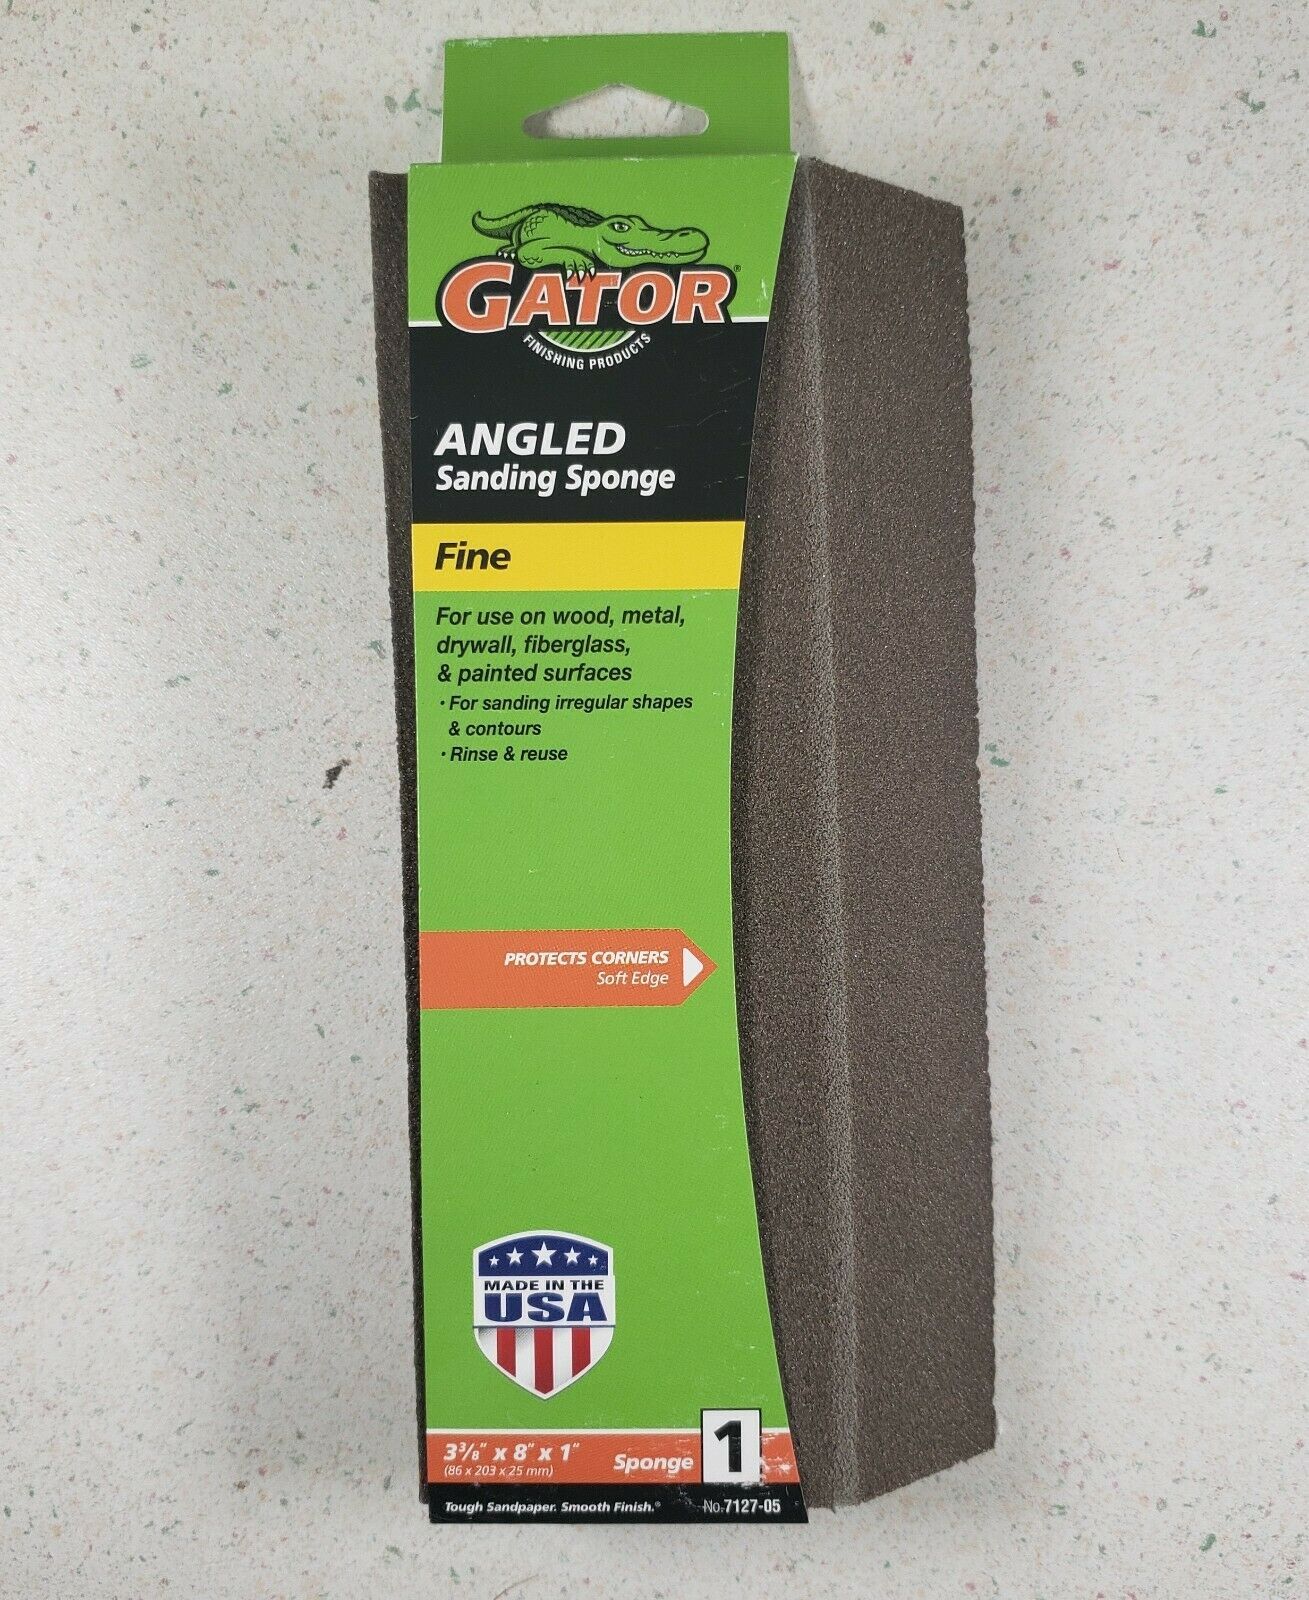 GATOR®
FINISHING PRODUCTS
ANGLED
Sanding Sponge
Fine
For use on wood, metal,
drywall, fiberglass,
& painted surfaces
• For sanding irregular shapes
& contours
• Rinse & reuse
PROTECTS CORNERS
Soft Edge
MADE IN THE
USA
3 3/8" x 8" x 1"
(86 x 203 x 25 mm)
Sponge 1
Tough Sandpaper. Smooth Finish.® No. 7127-05